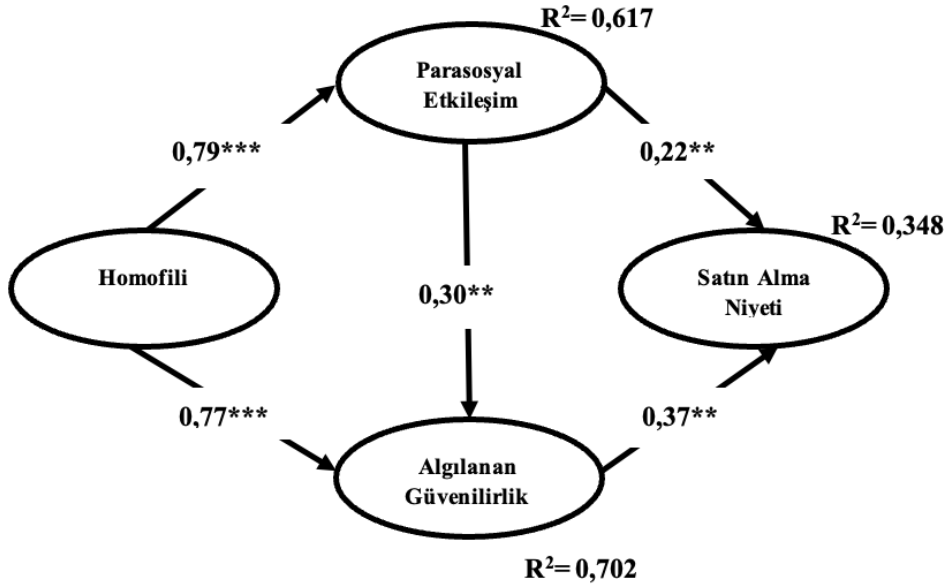 R²= 0,617
Parasosyal
Etkileşim
0,79***
0,22**
R²= 0,348
Homofili
Satın Alma
Niyeti
0,30**
0,77***
0,37**
Algılanan
Güvenilirlik
R²= 0,702